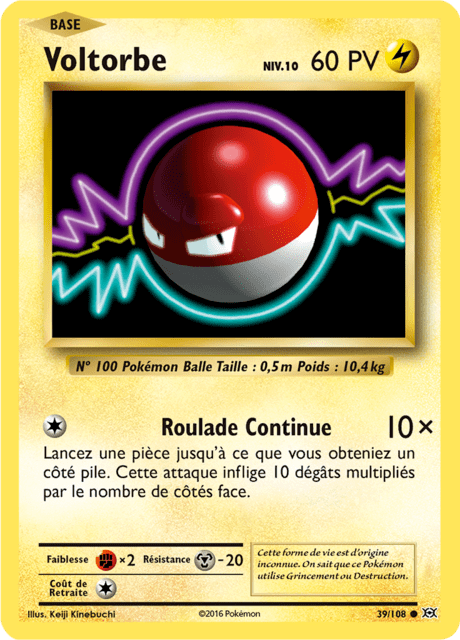 BASE
Voltorbe NIV.10 60 PV
N° 100 Pokémon Balle Taille : 0,5 m Poids : 10,4 kg
Roulade Continue 10×
Lancez une pièce jusqu'à ce que vous obteniez un
côté pile. Cette attaque inflige 10 dégâts multipliés
par le nombre de côtés face.
Faiblesse ×2 Résistance -20
Coût de
Retraite
Cette forme de vie est d'origine
inconnue. On sait que ce Pokémon
utilise Grincement ou Destruction.
Illus. Keiji Kinebuchi ©2016 Pokémon 39/108